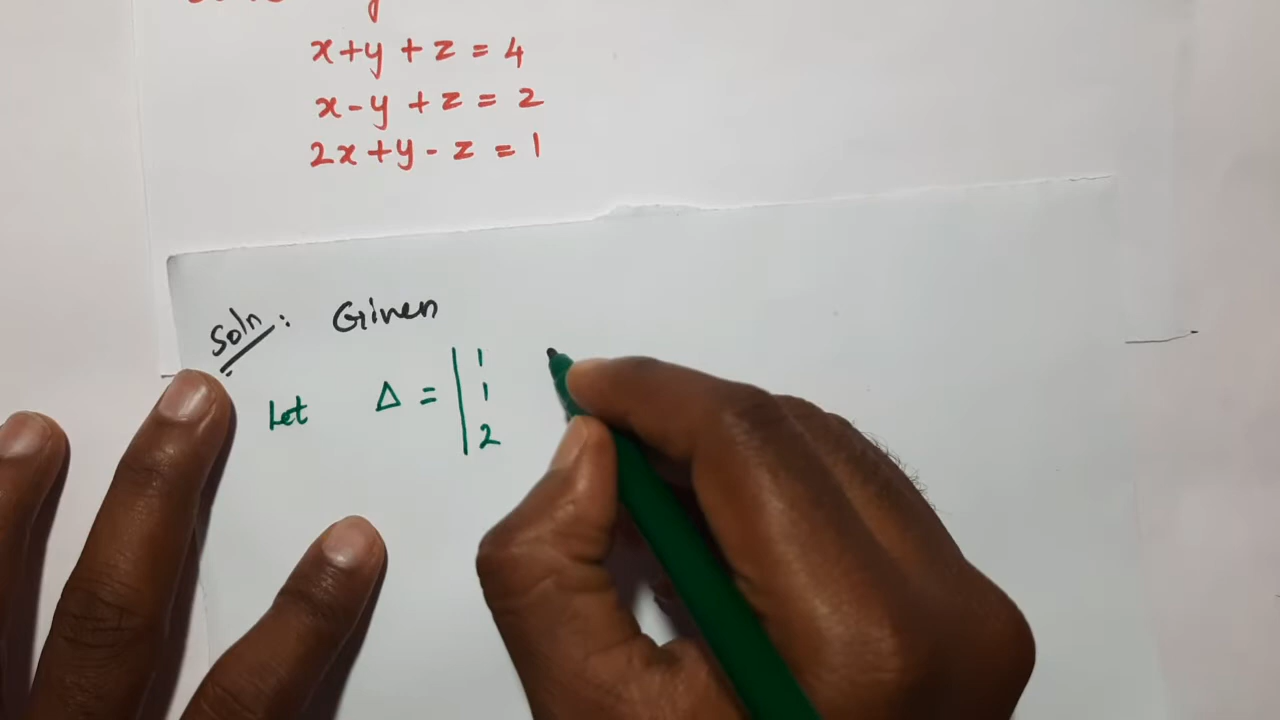 x+y+z=4
x-y+z=2
2x+y-z=1
Soln: Given
Let Δ = | 1
1
2